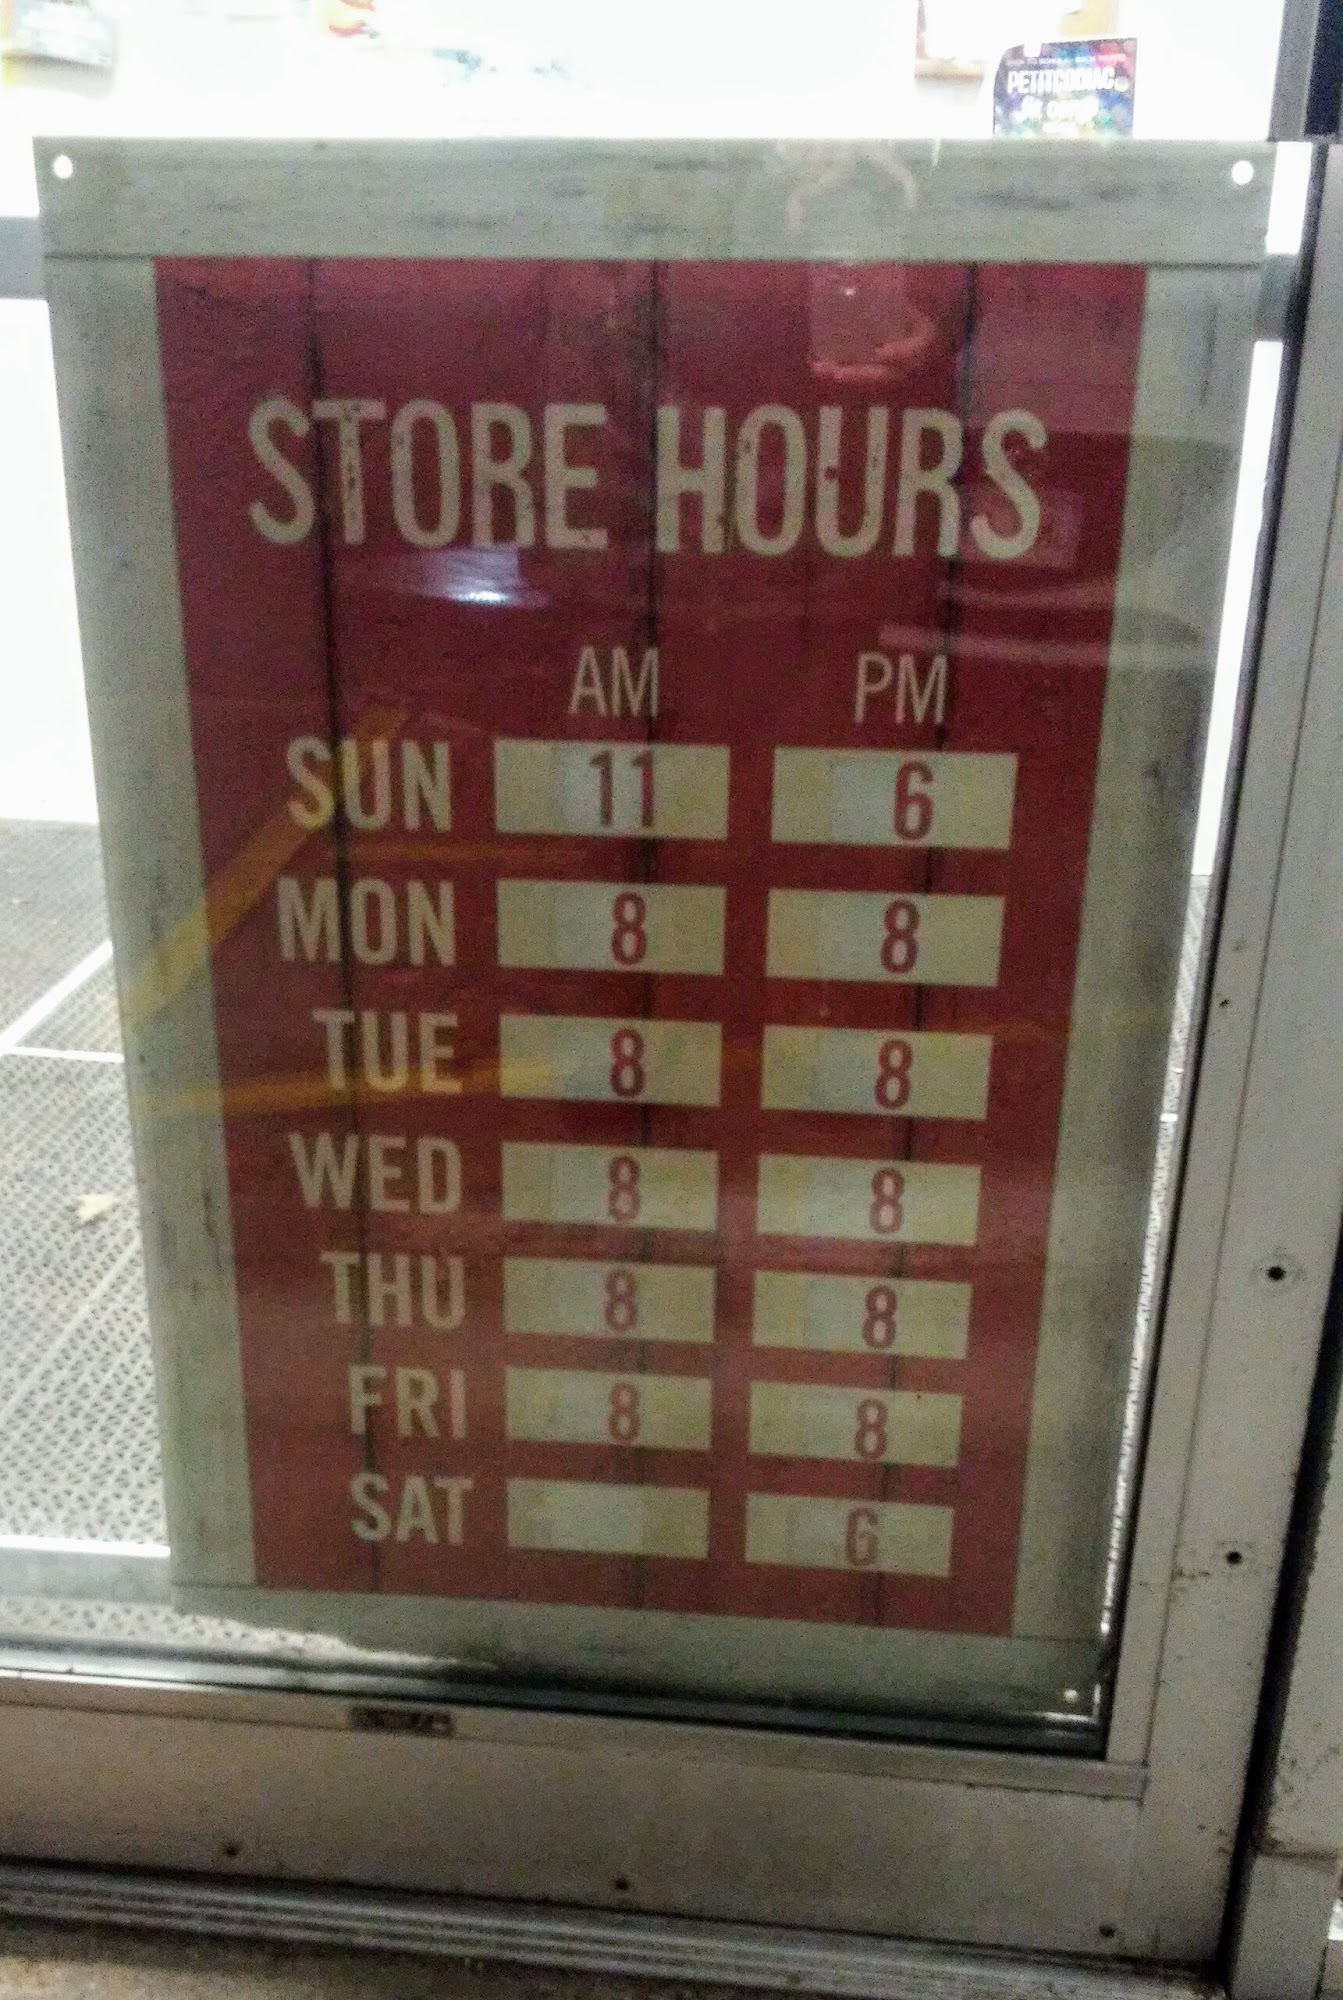 PETITCODIAC
STORE HOURS
AM PM
SUN 11 6
MON 8 8
TUE 8 8
WED 8 8
THU 8 8
FRI 8 8
SAT 6